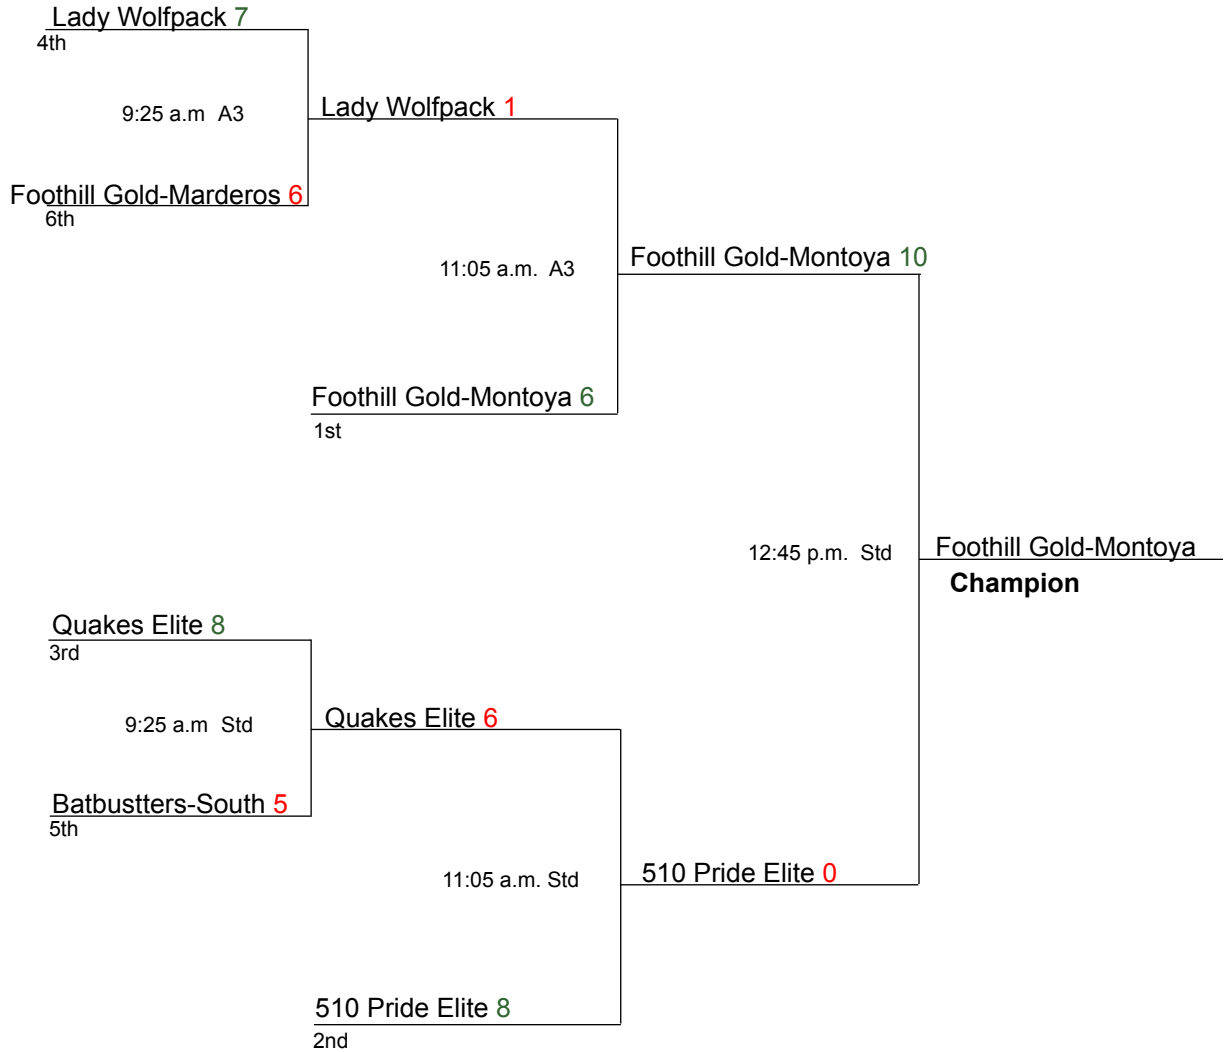 Lady Wolfpack 7
4th
9:25 a.m  A3
Lady Wolfpack 1
Foothill Gold-Marderos 6
6th
11:05 a.m.  A3
Foothill Gold-Montoya 10
Foothill Gold-Montoya 6
1st
12:45 p.m.  Std
Foothill Gold-Montoya
Champion
Quakes Elite 8
3rd
9:25 a.m  Std
Quakes Elite 6
Batbustters-South 5
5th
11:05 a.m. Std
510 Pride Elite 0
510 Pride Elite 8
2nd